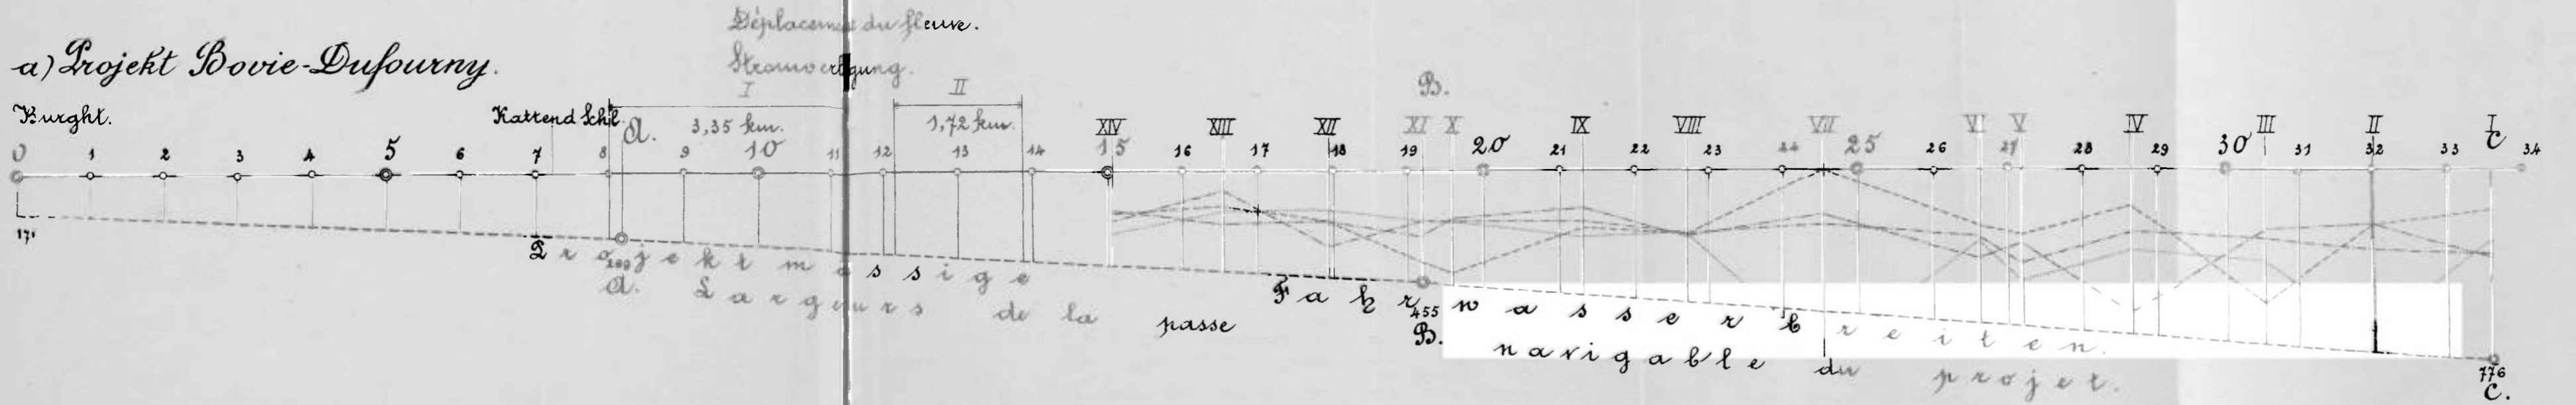 Déplacement du fleuve.
a) Projekt Bovie-Dufourny.
Stromverlegung.
I II B.
Burght. Kattend Schil. A. 3,35 km. 1,72 km. XIV XIII XII XI X IX VIII VII VI V IV III II I
C
0 1 2 3 4 5 6 7 8 9 10 11 12 13 14 15 16 17 18 19 20 21 22 23 24 25 26 27 28 29 30 31 32 33 34
Projektmässige Fahrwasserbreiten.
A. 455
B.
Largeurs de la passe navigable du projet.
776
C.